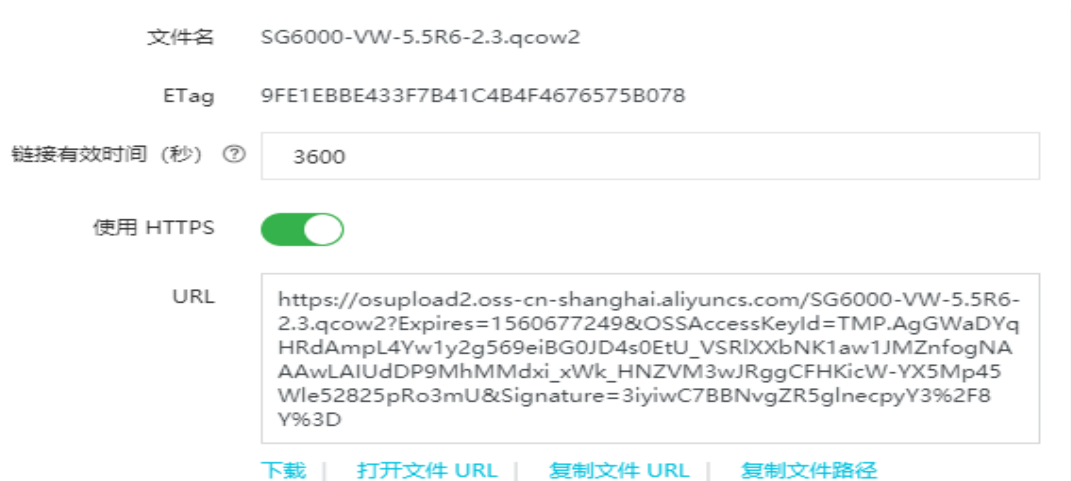 文件名 SG6000-VW-5.5R6-2.3.qcow2
ETag 9FE1EBBE433F7B41C4B4F4676575B078
链接有效时间（秒） ? 3600
使用 HTTPS
URL https://osupload2.oss-cn-shanghai.aliyuncs.com/SG6000-VW-5.5R6-
2.3.qcow2?Expires=1560677249&OSSAccessKeyId=TMP.AgGWaDYq
HRdAmpL4Yw1y2g569eiBG0JD4s0EtU_VSRlXXbNK1aw1JMZnfogNA
AAwLAIUdDP9MhMMdxi_xWk_HNZVM3wJRggCFHKicW-YX5Mp45
Wle52825pRo3mU&Signature=3iyiwC7BBNvgZR5glnecpyY3%2F8
Y%3D
下载 | 打开文件 URL | 复制文件 URL | 复制文件路径